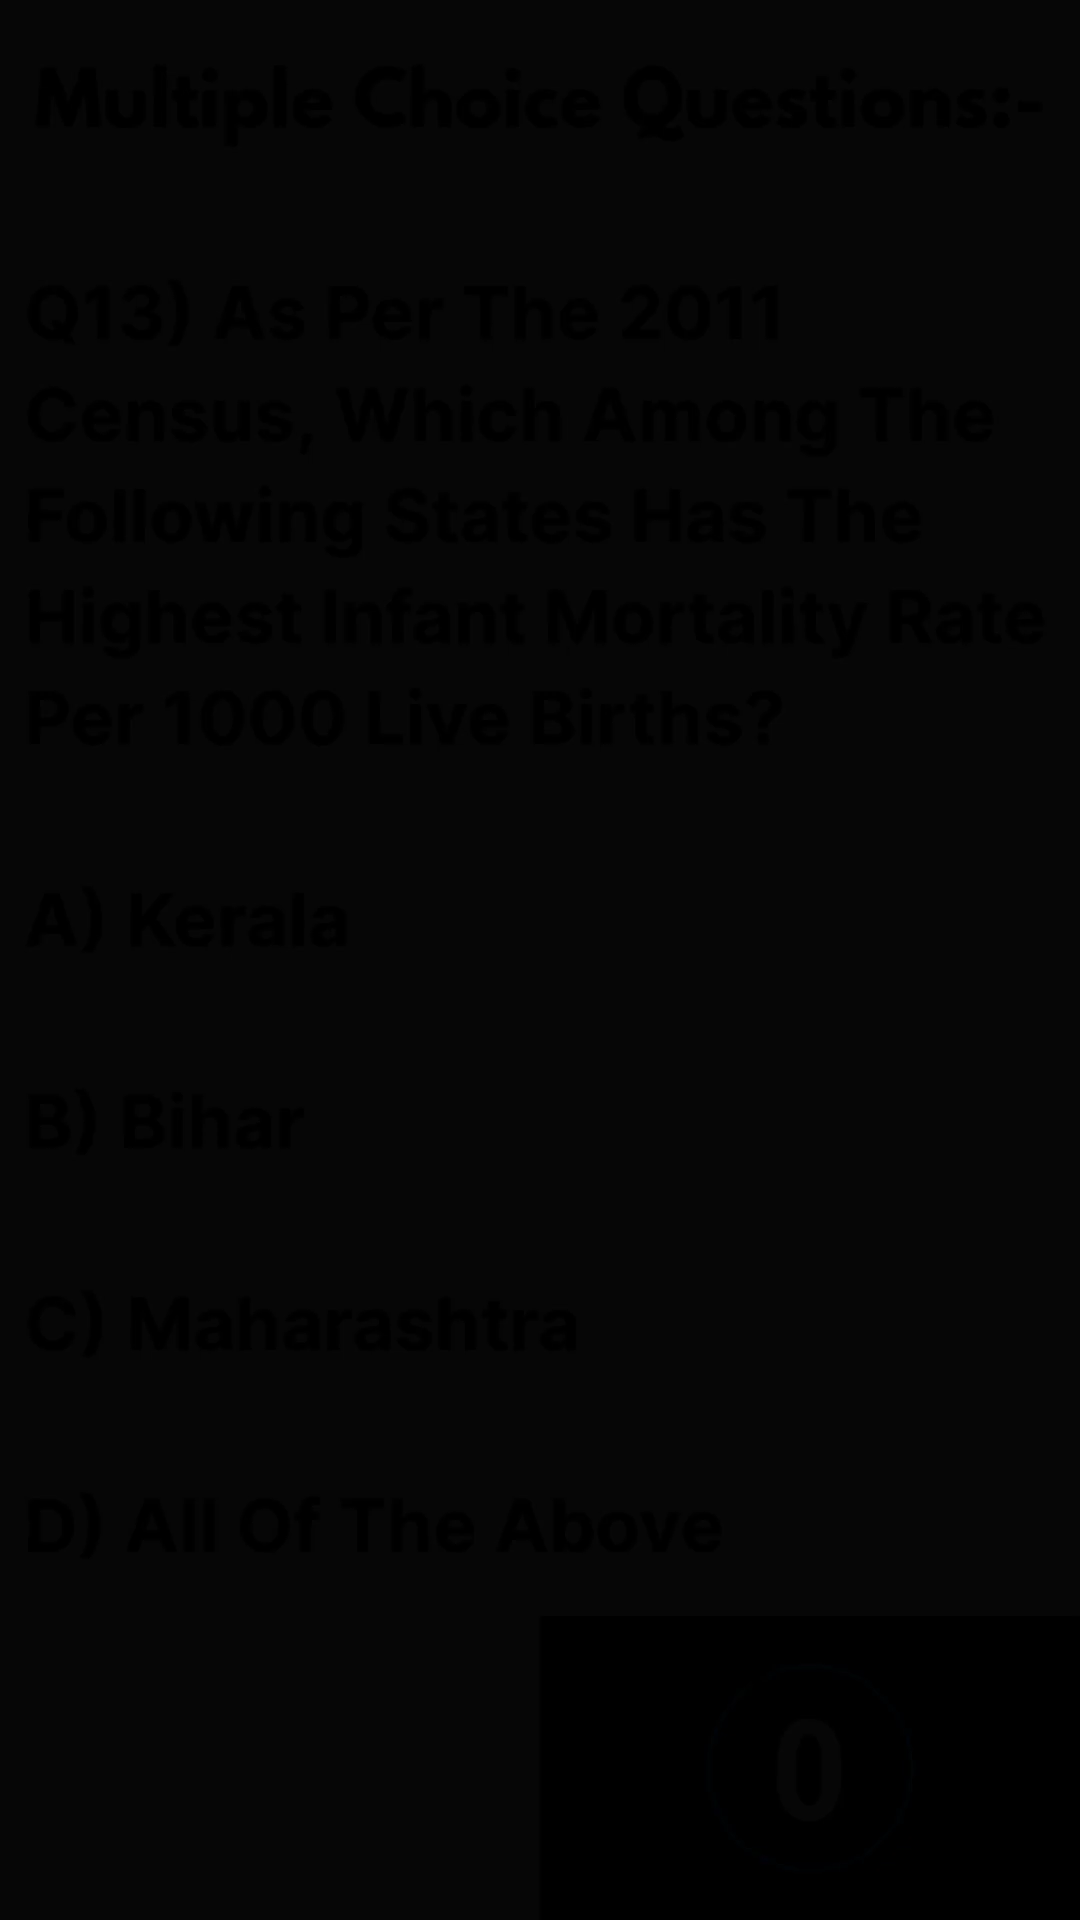 Multiple Choice Questions:-
Q13) As Per The 2011
Census, Which Among The
Following States Has The
Highest Infant Mortality Rate
Per 1000 Live Births?
A) Kerala
B) Bihar
C) Maharashtra
D) All Of The Above
0